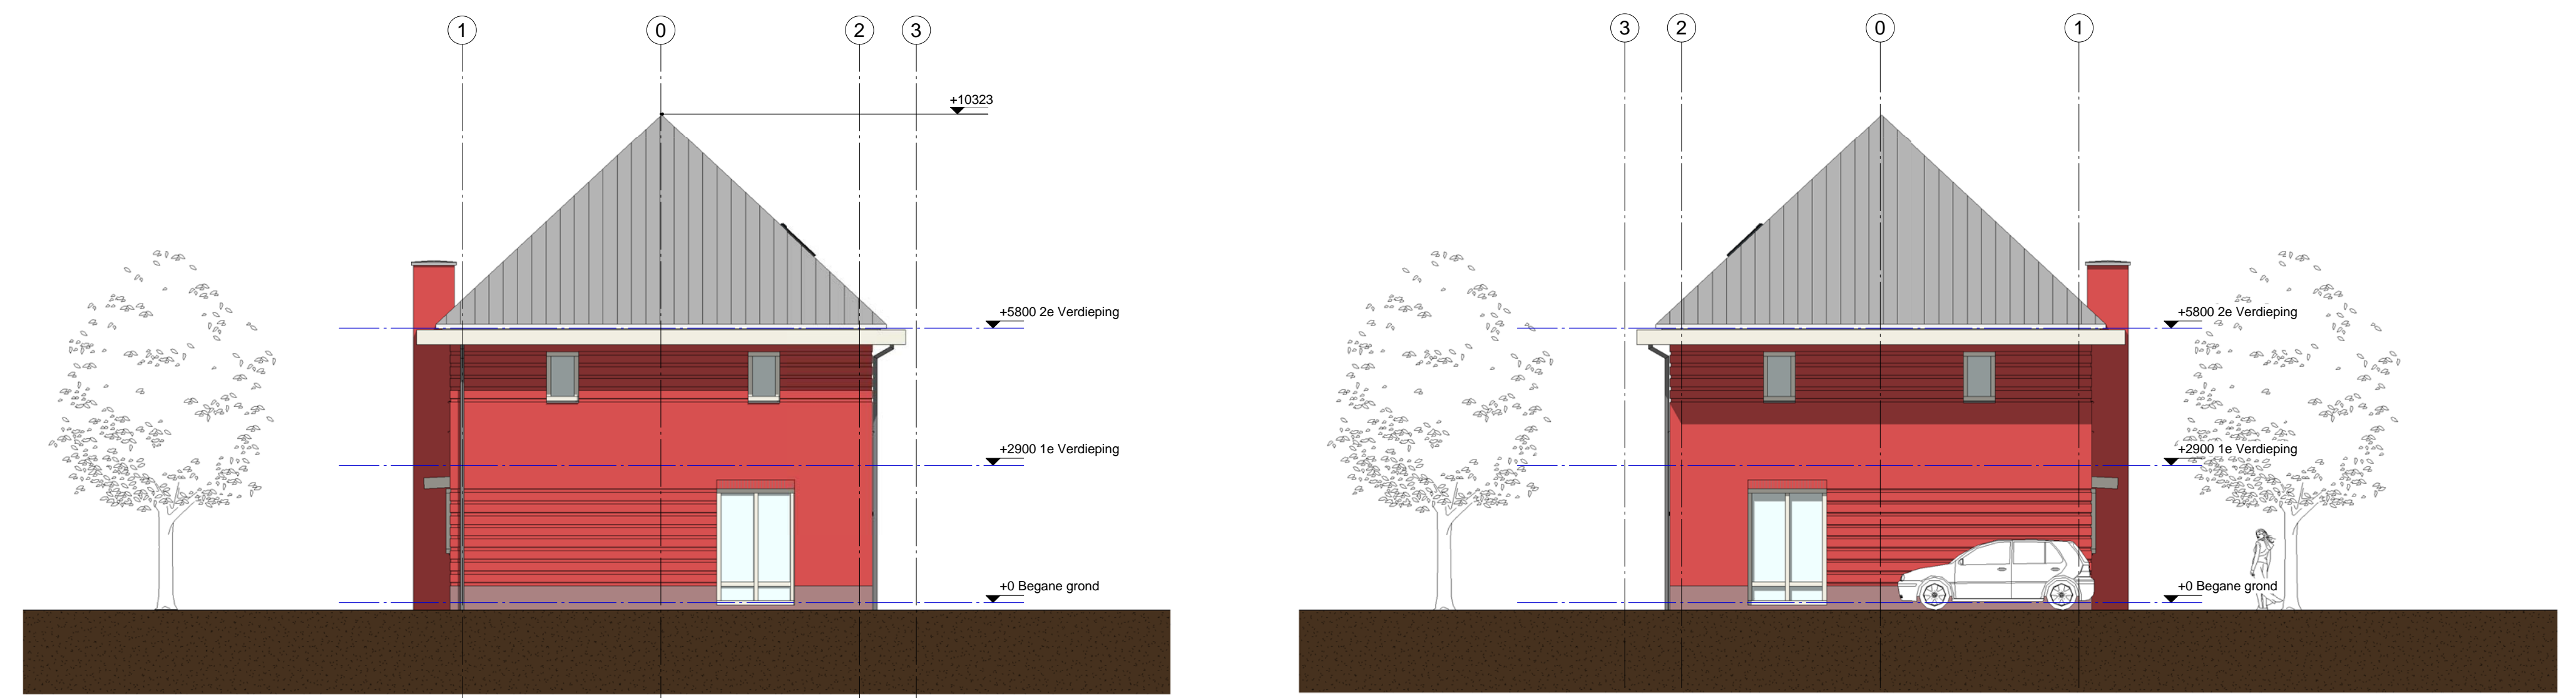 1 0 2 3
+10323
+5800 2e Verdieping
+2900 1e Verdieping
+0 Begane grond
3 2 0 1
+5800 2e Verdieping
+2900 1e Verdieping
+0 Begane grond